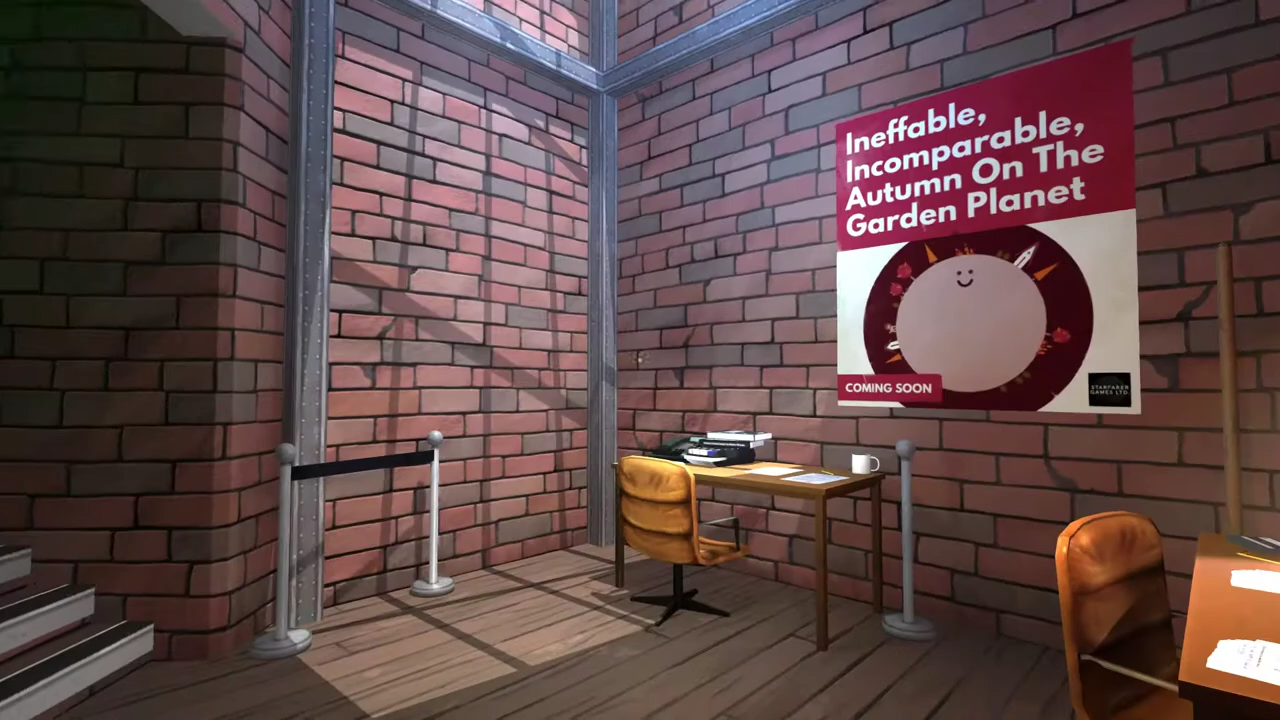 Ineffable,
Incomparable,
Autumn On The
Garden Planet
COMING SOON
STARFARER
GAMES LTD.